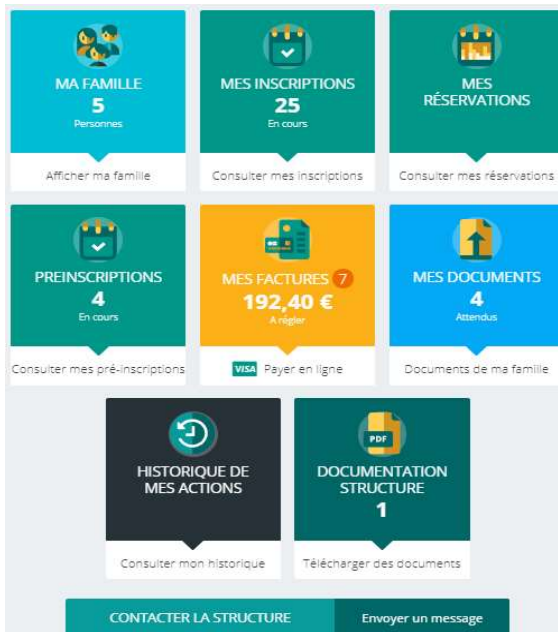 MA FAMILLE
5
Personnes
Afficher ma famille
MES INSCRIPTIONS
25
En cours
Consulter mes inscriptions
MES
RÉSERVATIONS
Consulter mes réservations
PREINSCRIPTIONS
4
En cours
Consulter mes pré-inscriptions
MES FACTURES 7
192,40 €
A régler
VISA Payer en ligne
MES DOCUMENTS
4
Attendus
Documents de ma famille
HISTORIQUE DE
MES ACTIONS
Consulter mon historique
PDF
DOCUMENTATION
STRUCTURE
1
Télécharger des documents
CONTACTER LA STRUCTURE
Envoyer un message